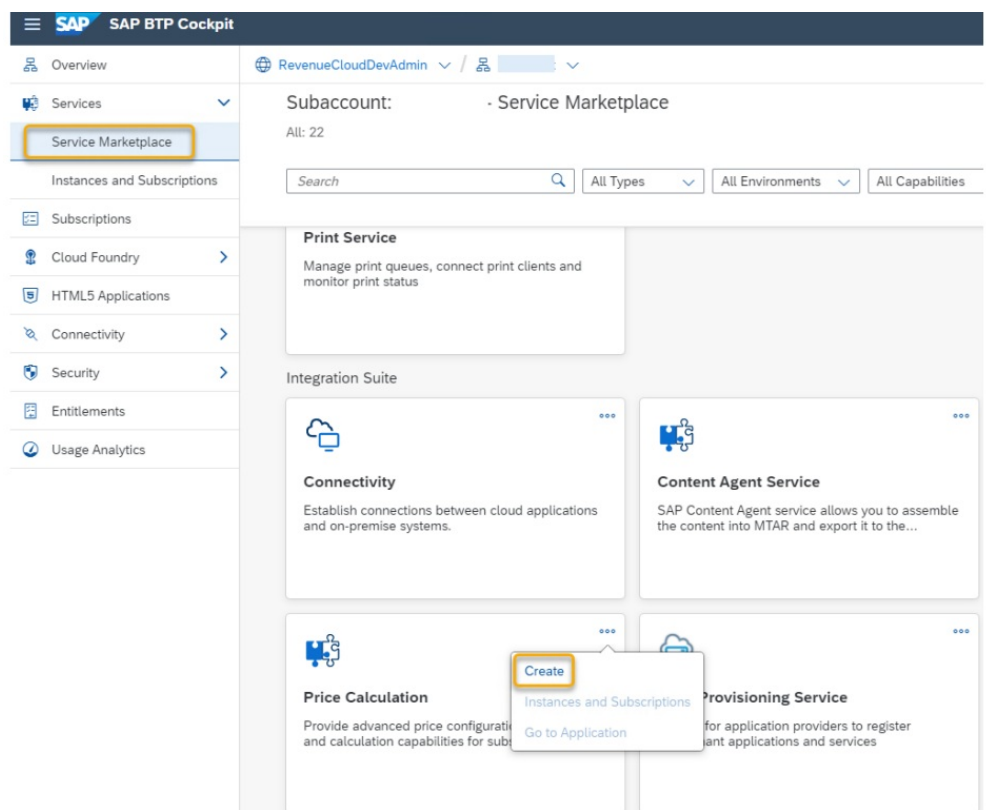 SAP SAP BTP Cockpit
Overview
Services
Service Marketplace
Instances and Subscriptions
Subscriptions
Cloud Foundry
HTML5 Applications
Connectivity
Security
Entitlements
Usage Analytics
RevenueCloudDevAdmin /
Subaccount: - Service Marketplace
All: 22
Search All Types All Environments All Capabilities
Print Service
Manage print queues, connect print clients and
monitor print status
Integration Suite
Connectivity
Establish connections between cloud applications
and on-premise systems.
Content Agent Service
SAP Content Agent service allows you to assemble
the content into MTAR and export it to the...
Price Calculation
Provide advanced price configurati
and calculation capabilities for subs
Create
Instances and Subscriptions
Go to Application
Provisioning Service
for application providers to register
ant applications and services